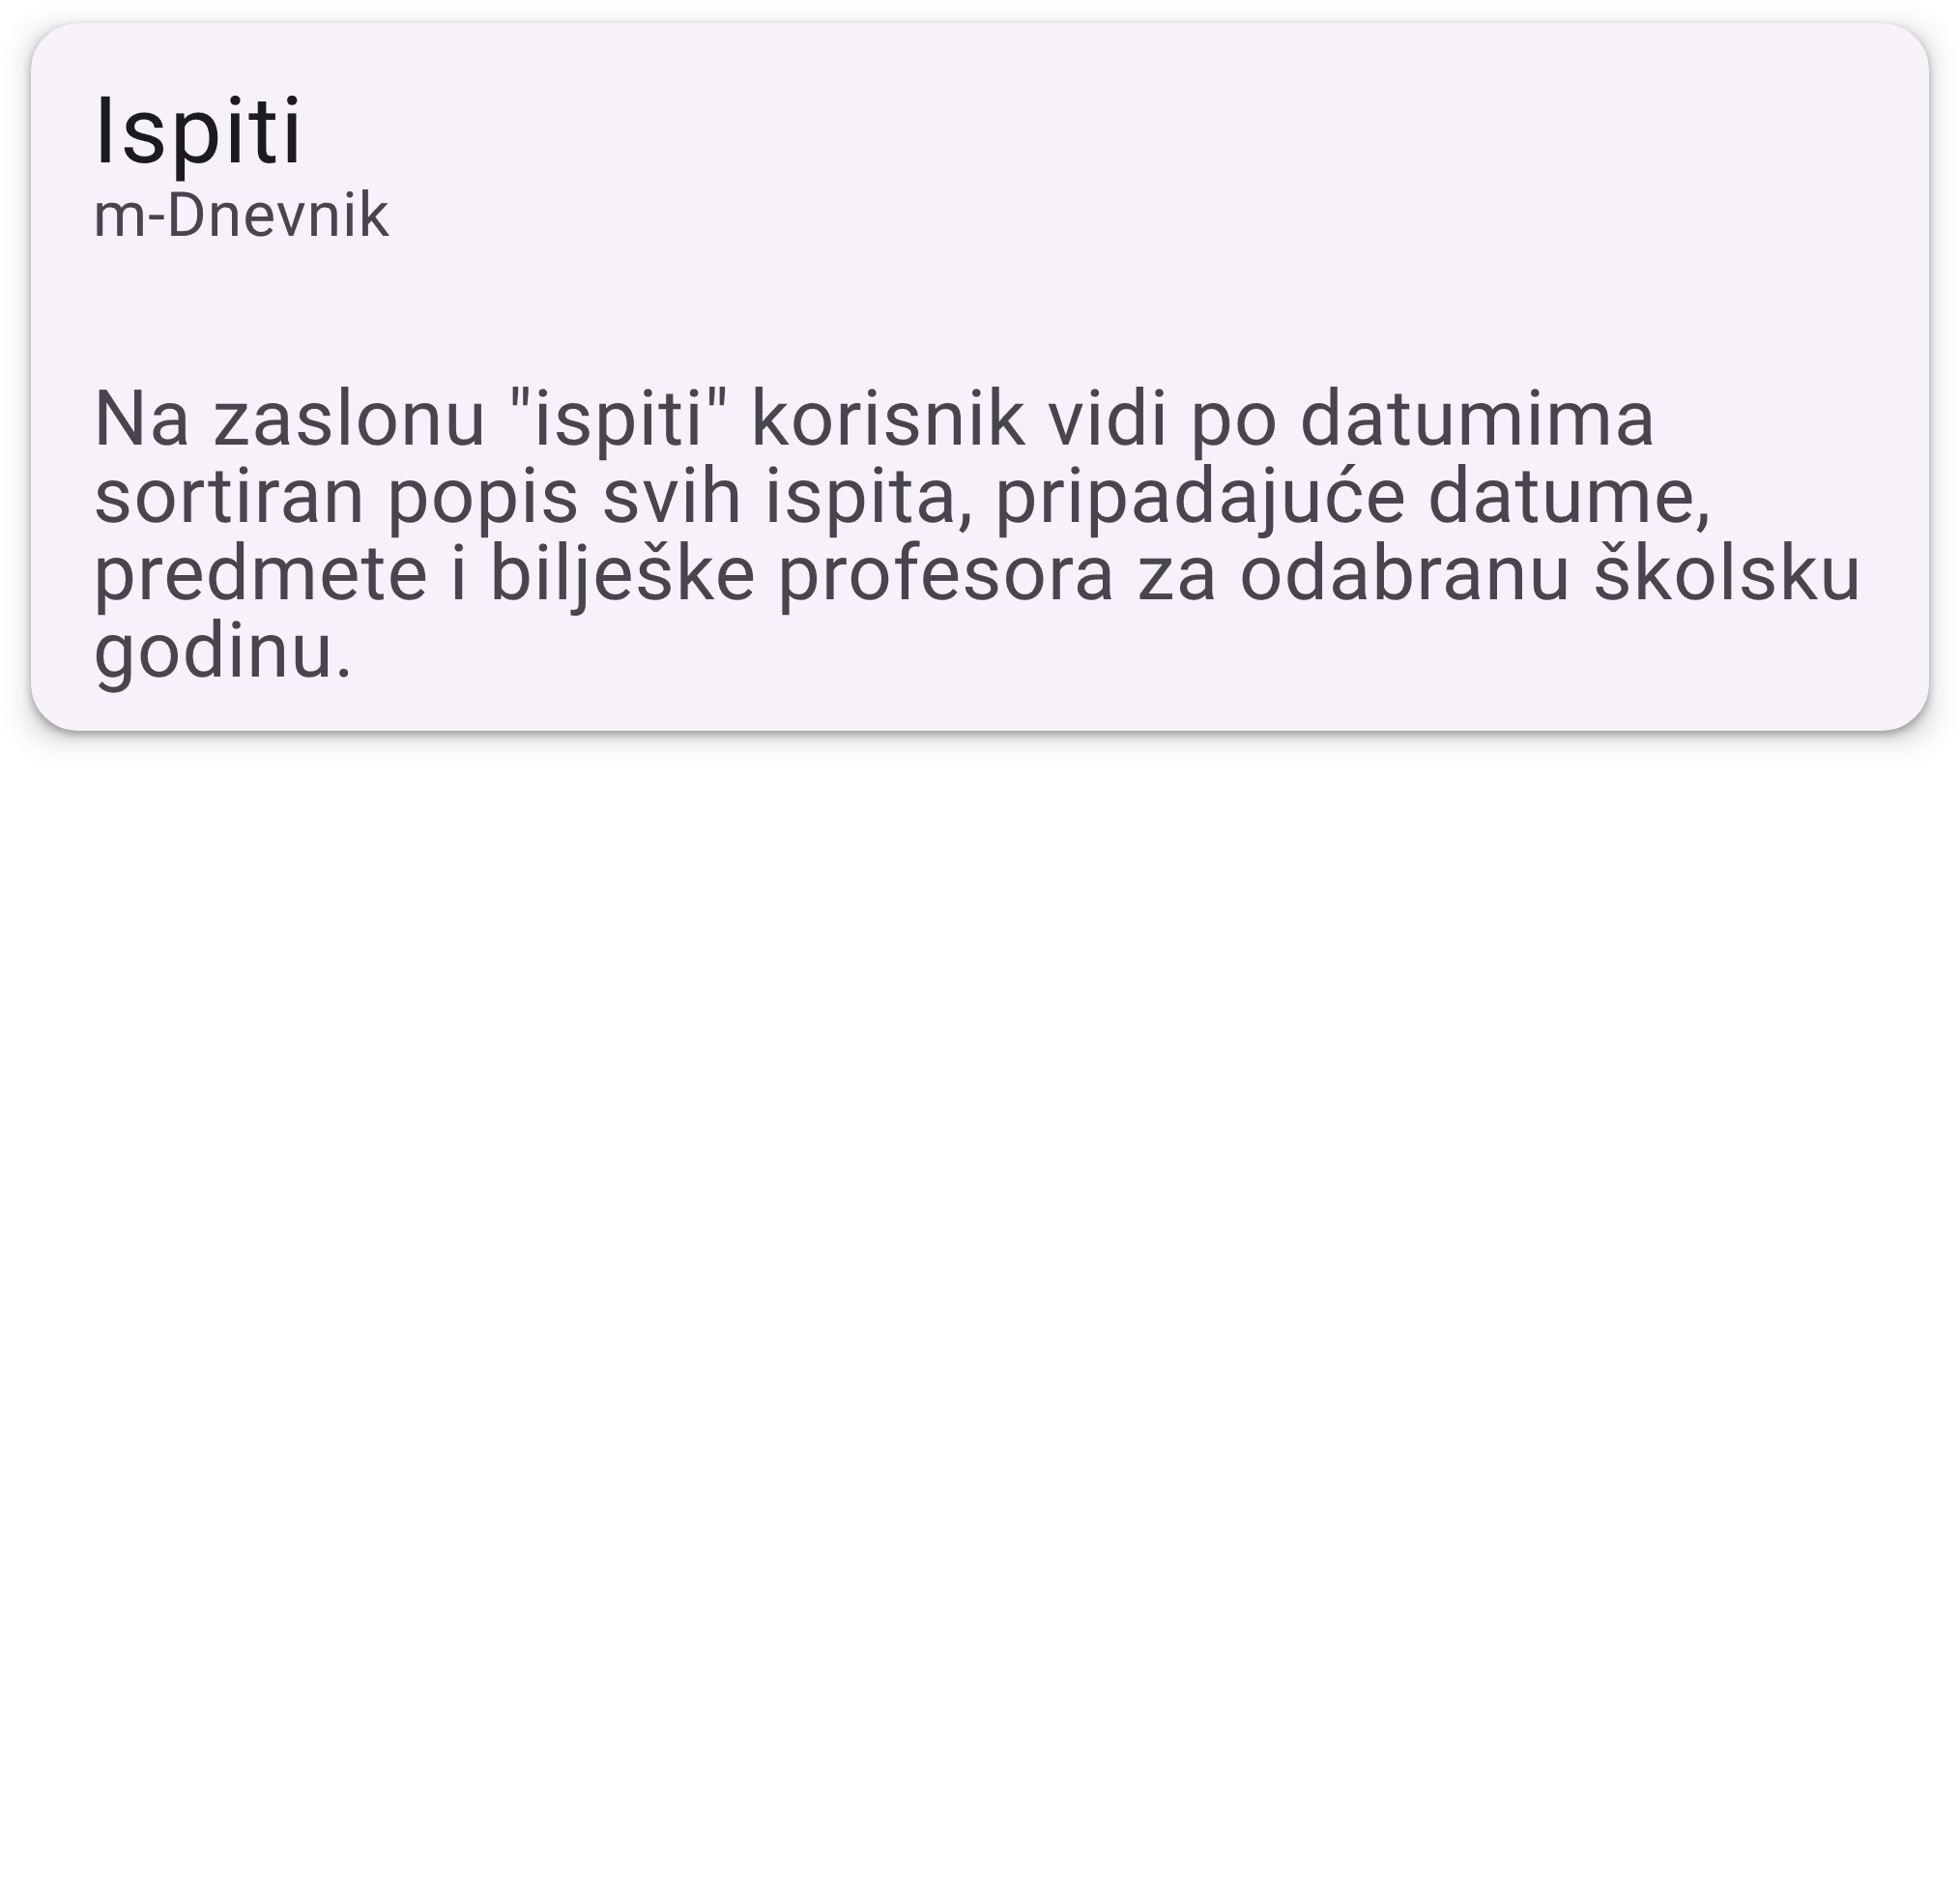 Ispiti
m-Dnevnik
Na zaslonu "ispiti" korisnik vidi po datumima
sortiran popis svih ispita, pripadajuće datume,
predmete i bilješke profesora za odabranu školsku
godinu.